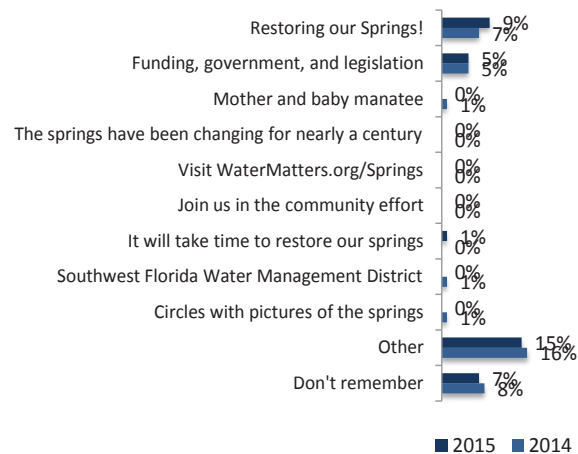 Restoring our Springs! 9%
7%
Funding, government, and legislation 5%
5%
Mother and baby manatee 0%
1%
The springs have been changing for nearly a century 0%
0%
Visit WaterMatters.org/Springs 0%
0%
Join us in the community effort 0%
0%
It will take time to restore our springs 1%
0%
Southwest Florida Water Management District 0%
1%
Circles with pictures of the springs 0%
1%
Other 15%
16%
Don't remember 7%
8%
2015 2014